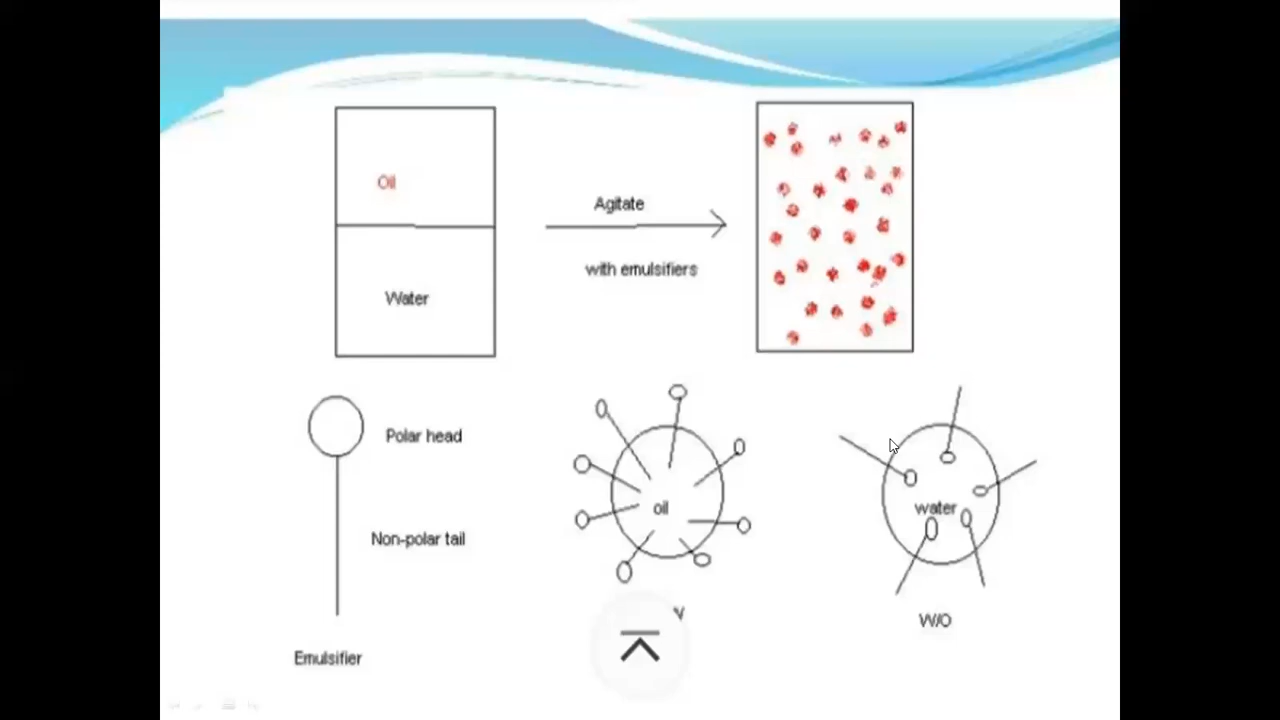 Oil
Agitate
with emulsifiers
Water
Polar head
Non-polar tail
oil
water
W/O
Emulsifier